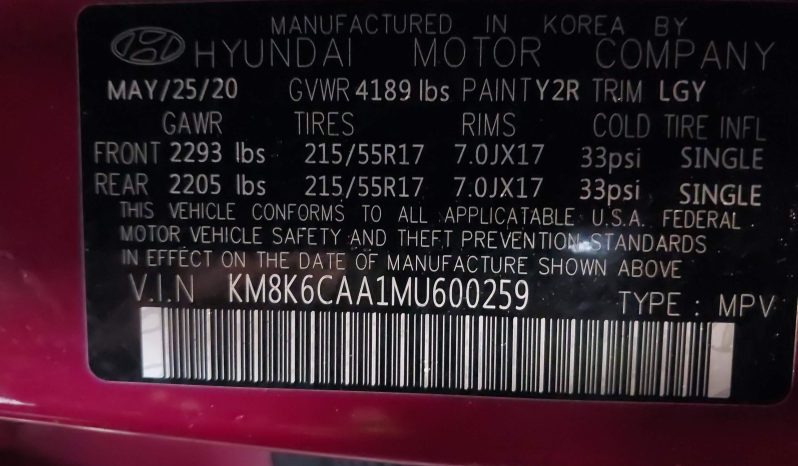 MANUFACTURED IN KOREA BY
HYUNDAI MOTOR COMPANY
MAY/25/20 GVWR 4189 lbs PAINT Y2R TRIM LGY
GAWR TIRES RIMS COLD TIRE INFL
FRONT 2293 lbs 215/55R17 7.0JX17 33psi SINGLE
REAR 2205 lbs 215/55R17 7.0JX17 33psi SINGLE
THIS VEHICLE CONFORMS TO ALL APPLICATABLE U.S.A. FEDERAL
MOTOR VEHICLE SAFETY AND THEFT PREVENTION STANDARDS
IN EFFECT ON THE DATE OF MANUFACTURE SHOWN ABOVE
V.I.N KM8K6CAA1MU600259 TYPE : MPV